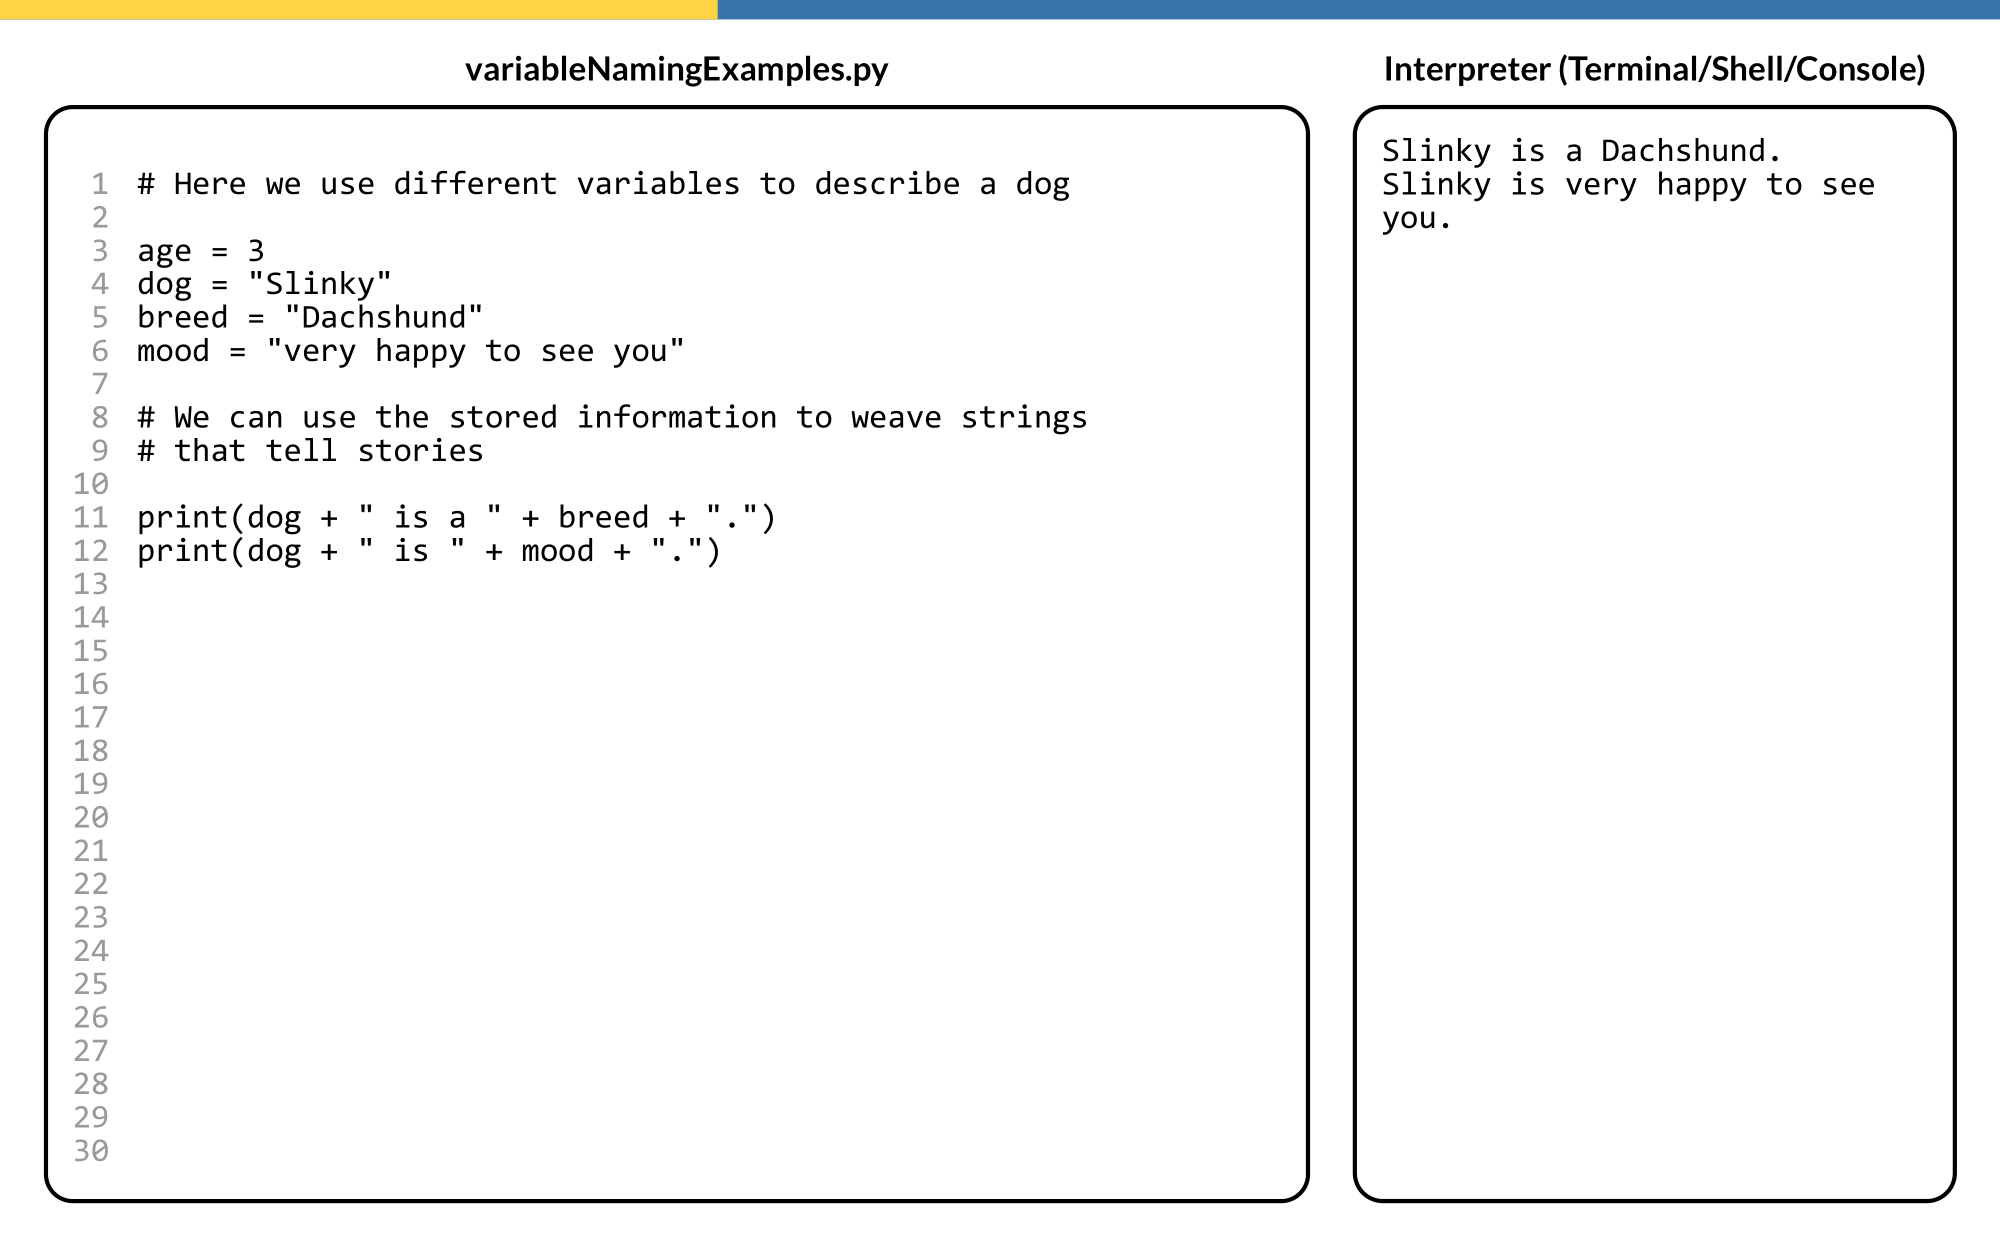 variableNamingExamples.py
1 # Here we use different variables to describe a dog
2
3 age = 3
4 dog = "Slinky"
5 breed = "Dachshund"
6 mood = "very happy to see you"
7
8 # We can use the stored information to weave strings
9 # that tell stories
10
11 print(dog + " is a " + breed + ".")
12 print(dog + " is " + mood + ".")
13
14
15
16
17
18
19
20
21
22
23
24
25
26
27
28
29
30
Interpreter (Terminal/Shell/Console)
Slinky is a Dachshund.
Slinky is very happy to see
you.